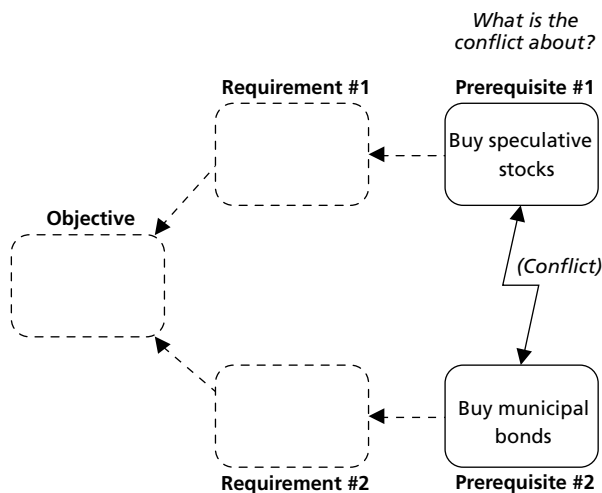 What is the
conflict about?
Requirement #1
Prerequisite #1
Buy speculative
stocks
Objective
(Conflict)
Buy municipal
bonds
Requirement #2
Prerequisite #2